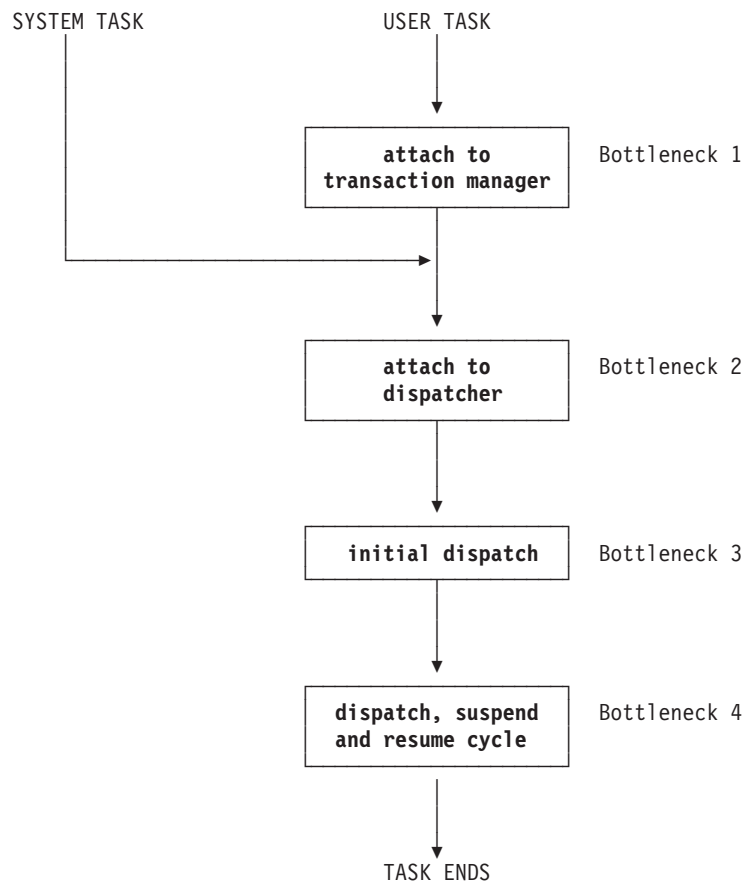 SYSTEM TASK
USER TASK
attach to
transaction manager
Bottleneck 1
attach to
dispatcher
Bottleneck 2
initial dispatch
Bottleneck 3
dispatch, suspend
and resume cycle
Bottleneck 4
TASK ENDS